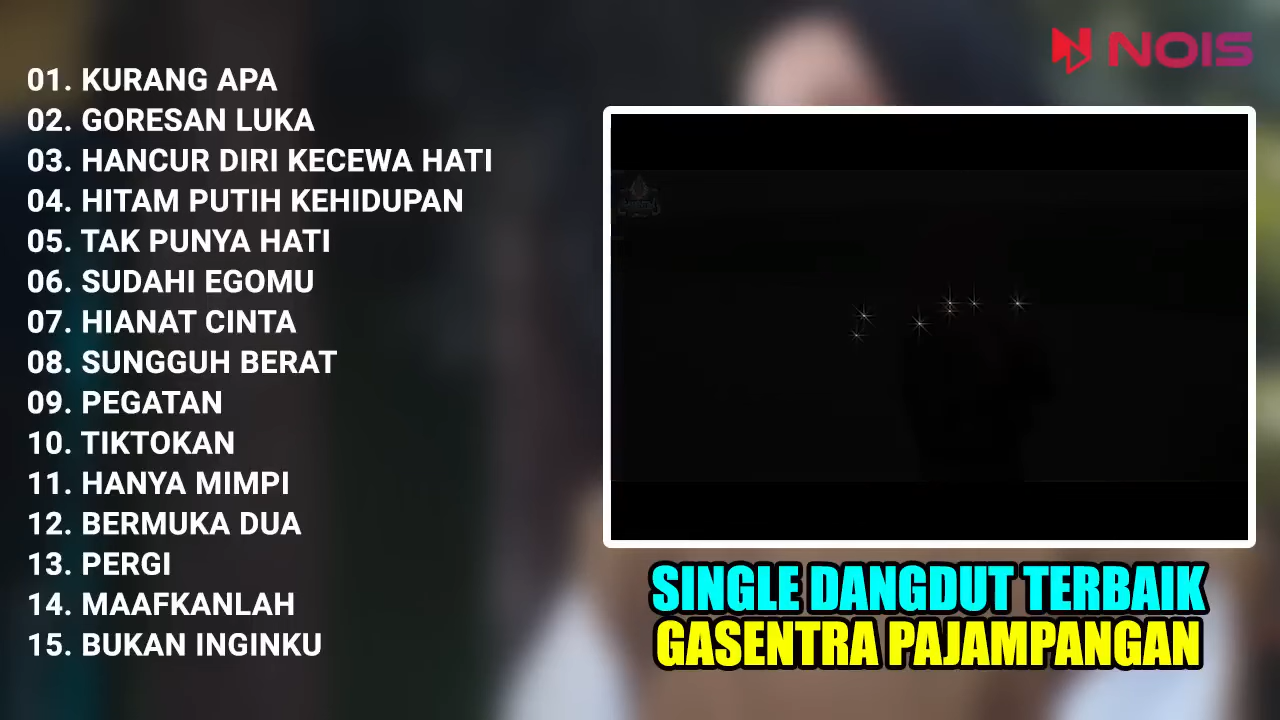 NOIS
01. KURANG APA
02. GORESAN LUKA
03. HANCUR DIRI KECEWA HATI
04. HITAM PUTIH KEHIDUPAN
05. TAK PUNYA HATI
06. SUDAHI EGOMU
07. HIANAT CINTA
08. SUNGGUH BERAT
09. PEGATAN
10. TIKTOKAN
11. HANYA MIMPI
12. BERMUKA DUA
13. PERGI
14. MAAFKANLAH
15. BUKAN INGINKU
SINGLE DANGDUT TERBAIK
GASENTRA PAJAMPANGAN